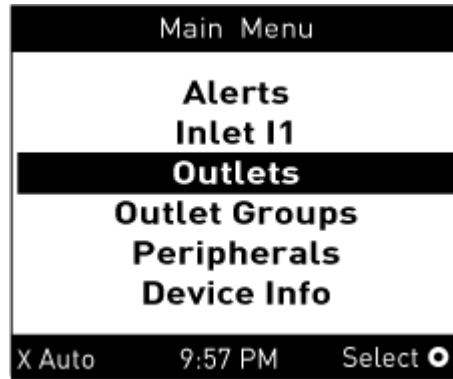 Main Menu
Alerts
Inlet I1
Outlets
Outlet Groups
Peripherals
Device Info
X Auto 9:57 PM Select